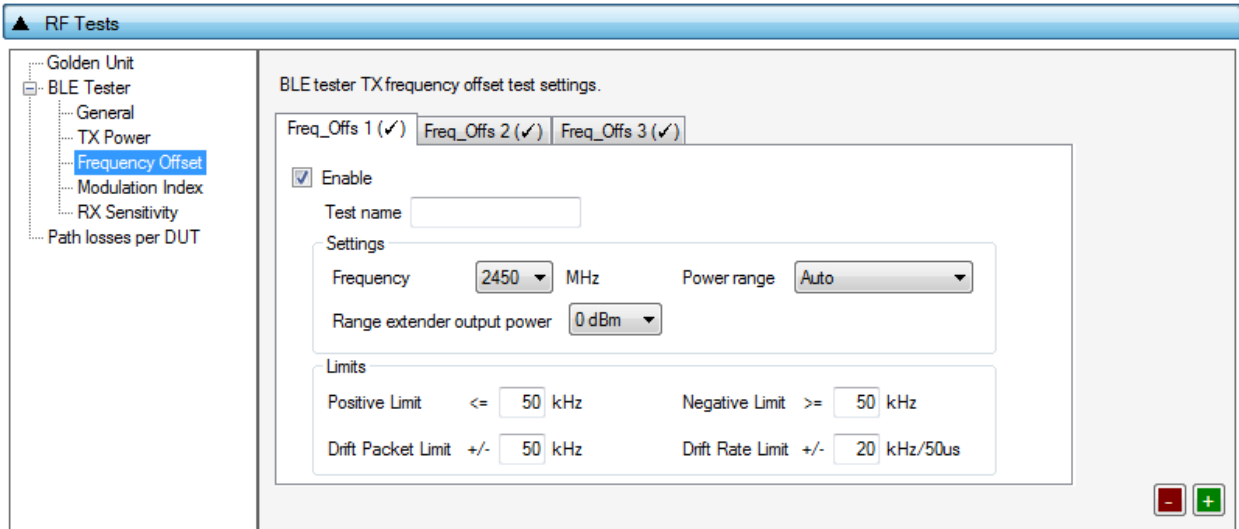 ▲ RF Tests
Golden Unit
BLE Tester
General
TX Power
Frequency Offset
Modulation Index
RX Sensitivity
Path losses per DUT
BLE tester TX frequency offset test settings.
Freq_Offs 1 (✓) Freq_Offs 2 (✓) Freq_Offs 3 (✓)
Enable
Test name
Settings
Frequency 2450 MHz Power range Auto
Range extender output power 0 dBm
Limits
Positive Limit <= 50 kHz Negative Limit >= 50 kHz
Drift Packet Limit +/- 50 kHz Drift Rate Limit +/- 20 kHz/50us
- +